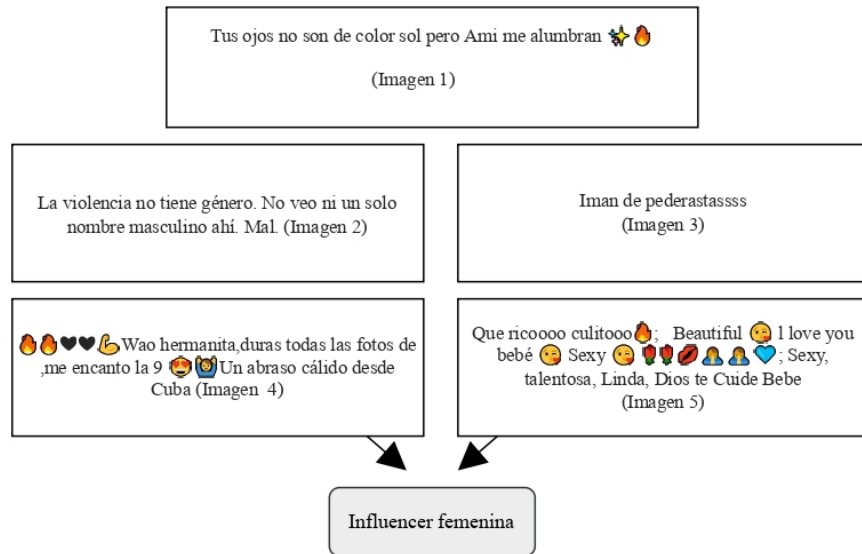 Tus ojos no son de color sol pero Ami me alumbran ✨🔥
(Imagen 1)
La violencia no tiene género. No veo ni un solo
nombre masculino ahí. Mal. (Imagen 2)
Iman de pederastassss
(Imagen 3)
🔥🔥🖤🖤💪Wao hermanita,duras todas las fotos de
,me encanto la 9 😍🙆Un abraso cálido desde
Cuba (Imagen 4)
Que ricoooo culitooo🔥; Beautiful 😘 l love you
bebé 😘 Sexy 😘🌹🌹💋🤦🤦💙; Sexy,
talentosa, Linda, Dios te Cuide Bebe
(Imagen 5)
Influencer femenina